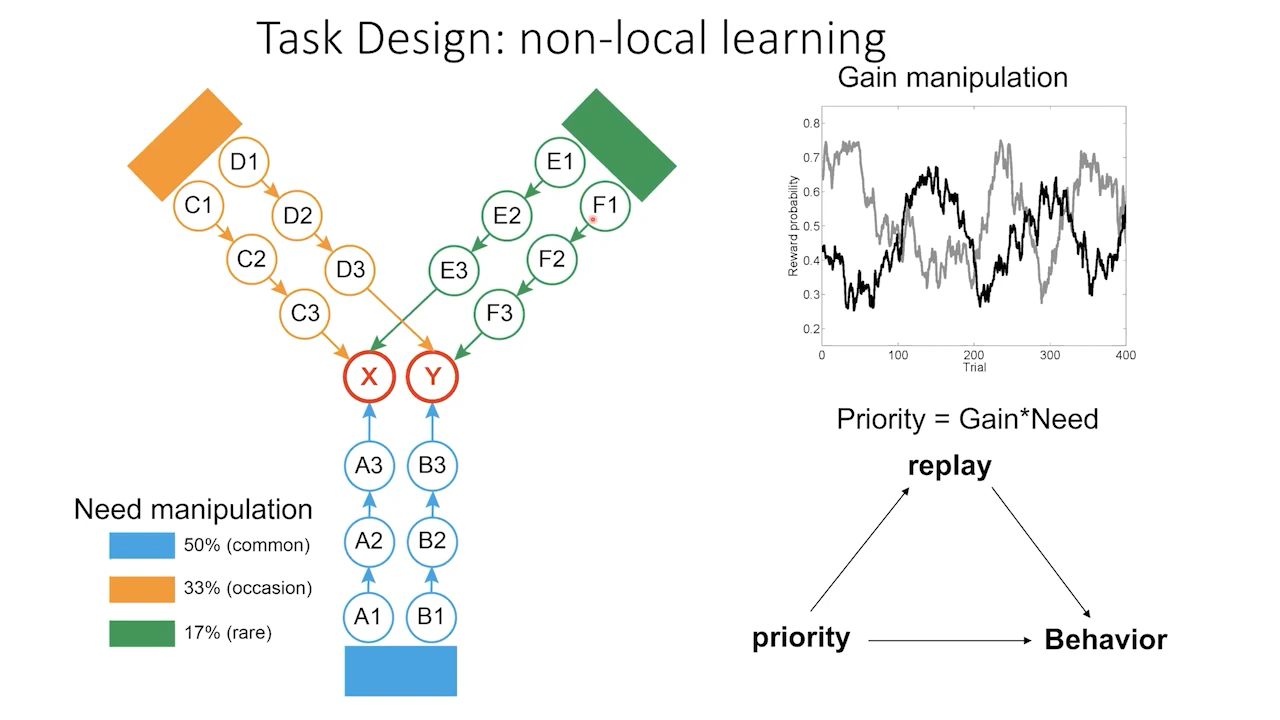 Task Design: non-local learning
Gain manipulation
D1
C1
D2
C2
D3
C3
E1
F1
E2
F2
E3
F3
X
Y
A3
B3
A2
B2
A1
B1
Need manipulation
50% (common)
33% (occasion)
17% (rare)
Reward probability
0.8
0.7
0.6
0.5
0.4
0.3
0.2
0 100 200 300 400
Trial
Priority = Gain*Need
replay
priority
Behavior